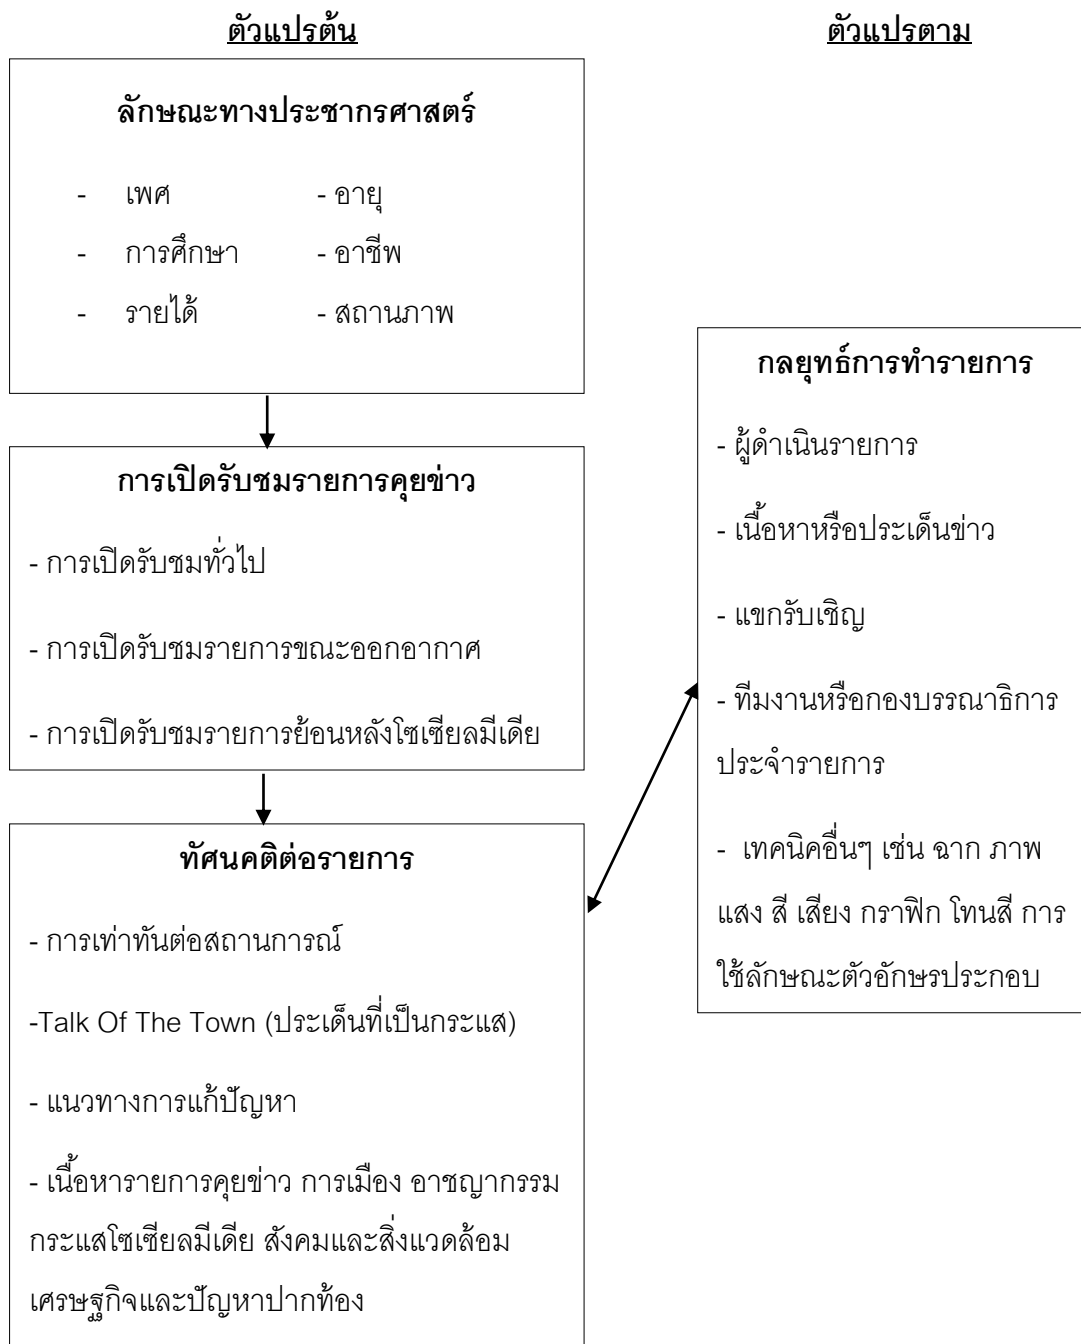 ตัวแปรต้น
ตัวแปรตาม
ลักษณะทางประชากรศาสตร์
- เพศ - อายุ
- การศึกษา - อาชีพ
- รายได้ - สถานภาพ
การเปิดรับชมรายการคุยข่าว
- การเปิดรับชมทั่วไป
- การเปิดรับชมรายการขณะออกอากาศ
- การเปิดรับชมรายการย้อนหลังโซเซียลมีเดีย
ทัศนคติต่อรายการ
- การเท่าทันต่อสถานการณ์
-Talk Of The Town (ประเด็นที่เป็นกระแส)
- แนวทางการแก้ปัญหา
- เนื้อหารายการคุยข่าว การเมือง อาชญากรรม
กระแสโซเซียลมีเดีย สังคมและสิ่งแวดล้อม
เศรษฐกิจและปัญหาปากท้อง
กลยุทธ์การทำรายการ
- ผู้ดำเนินรายการ
- เนื้อหาหรือประเด็นข่าว
- แขกรับเชิญ
- ทีมงานหรือกองบรรณาธิการ
ประจำรายการ
- เทคนิคอื่นๆ เช่น ฉาก ภาพ
แสง สี เสียง กราฟิก โทนสี การ
ใช้ลักษณะตัวอักษรประกอบ